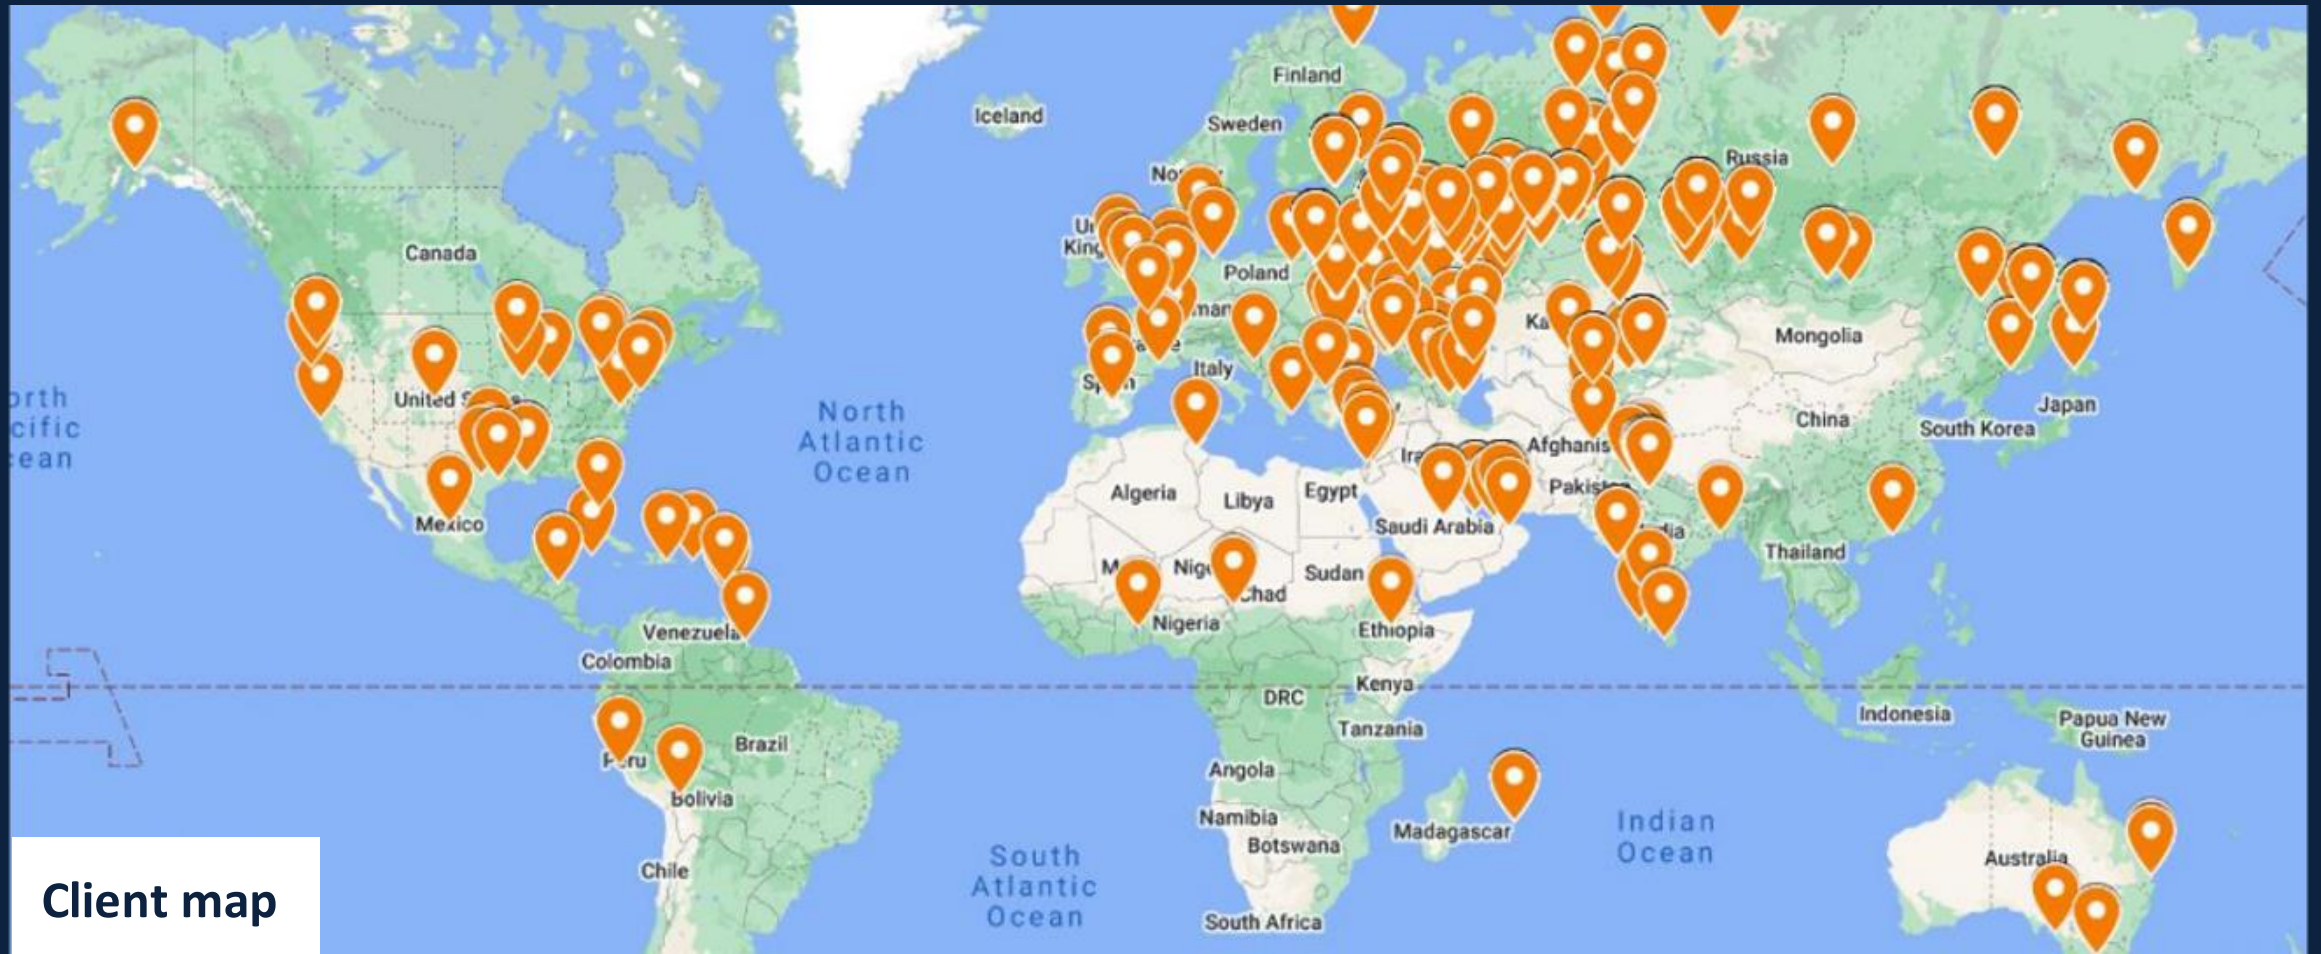 Finland
Iceland
Sweden
Russia
Canada
Poland
Mongolia
Italy
United
North
Atlantic
Ocean
China
Japan
South Korea
Algeria
Libya
Egypt
Saudi Arabia
Mexico
Thailand
Sudan
Chad
Nigeria
Ethiopia
Venezuela
Colombia
Kenya
DRC
Tanzania
Indonesia
Papua New
Guinea
Brazil
Peru
Bolivia
Angola
Namibia
Madagascar
Botswana
Indian
Ocean
Australia
Chile
South
Atlantic
Ocean
South Africa
Client map